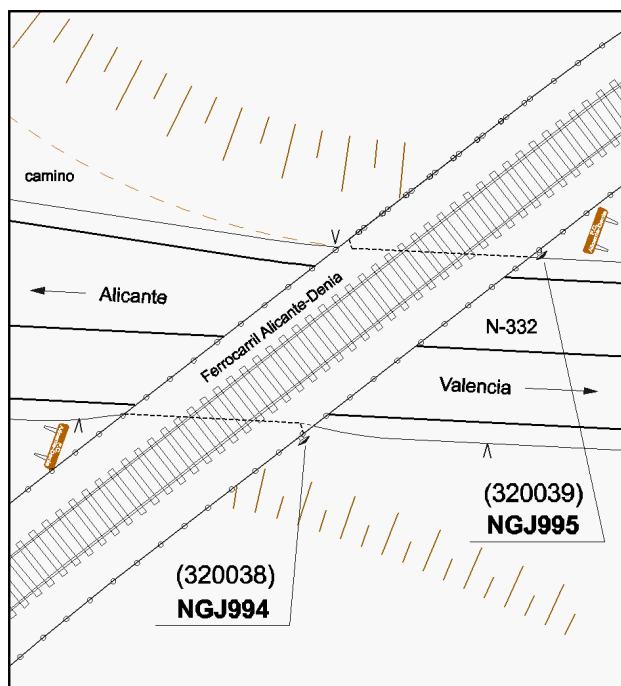 camino
Alicante
Ferrocarril Alicante-Denia
N-332
Valencia
(320039)
NGJ995
(320038)
NGJ994